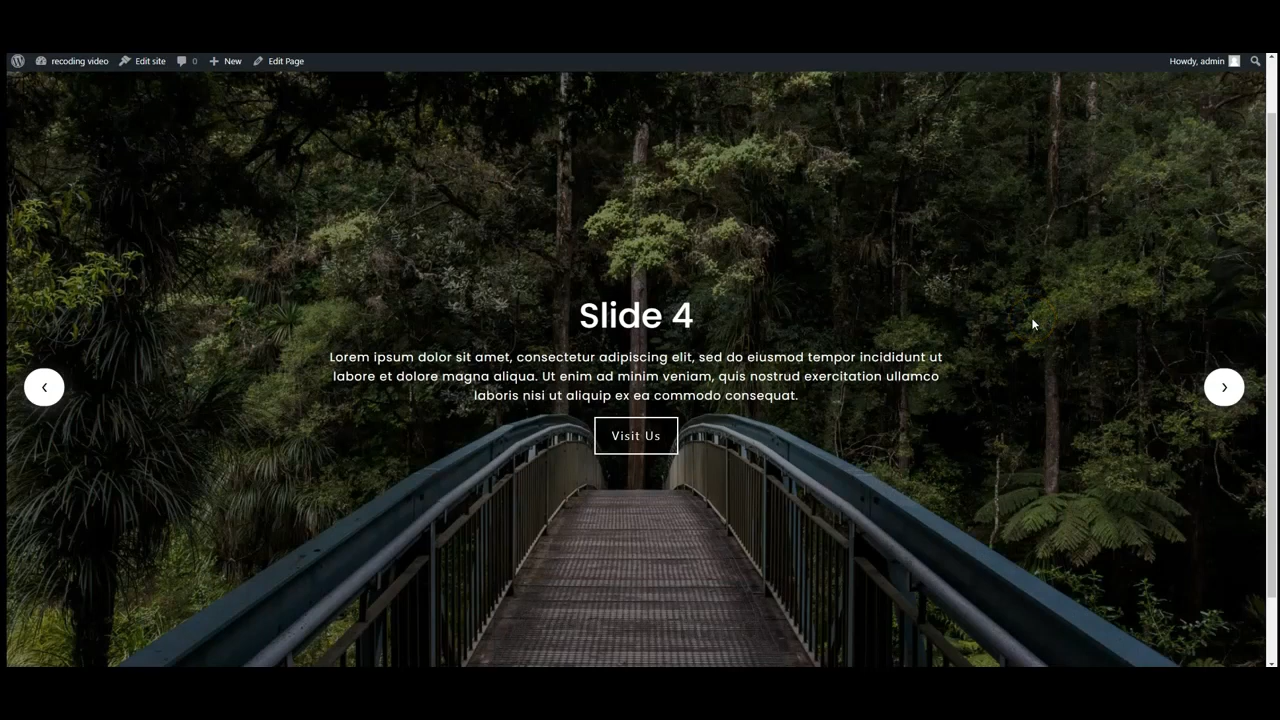 recoding video Edit site 0 New Edit Page Howdy, admin
Slide 4
Lorem ipsum dolor sit amet, consectetur adipiscing elit, sed do eiusmod tempor incididunt ut
labore et dolore magna aliqua. Ut enim ad minim veniam, quis nostrud exercitation ullamco
laboris nisi ut aliquip ex ea commodo consequat.
Visit Us